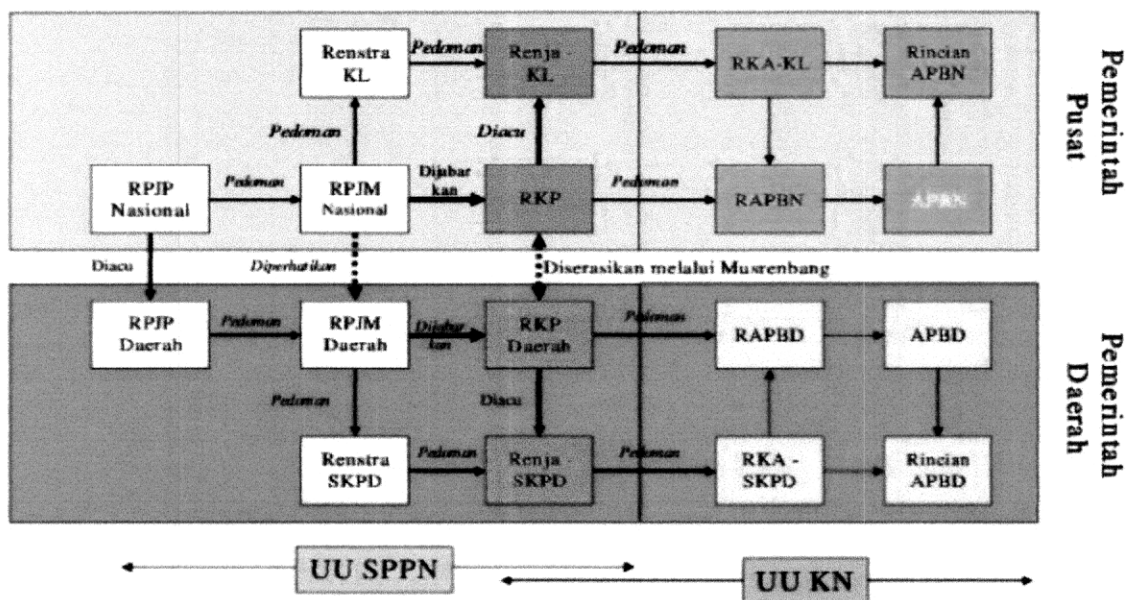 Renstra
KL
Pedoman
Renja -
KL
Pedoman
RKA-KL
Rincian
APBN
Pemerintah
Pusat
Pedoman
Diacu
RPJP
Nasional
Pedoman
RPJM
Nasional
Dijabar
kan
RKP
Pedoman
RAPBN
APBN
Diacu
Diperhatikan
Diserasikan melalui Musrenbang
RPJP
Daerah
Pedoman
RPJM
Daerah
Dijabar
kan
RKP
Daerah
Pedoman
RAPBD
APBD
Pemerintah
Daerah
Pedoman
Diacu
Renstra
SKPD
Pedoman
Renja -
SKPD
Pedoman
RKA -
SKPD
Rincian
APBD
UU SPPN
UU KN